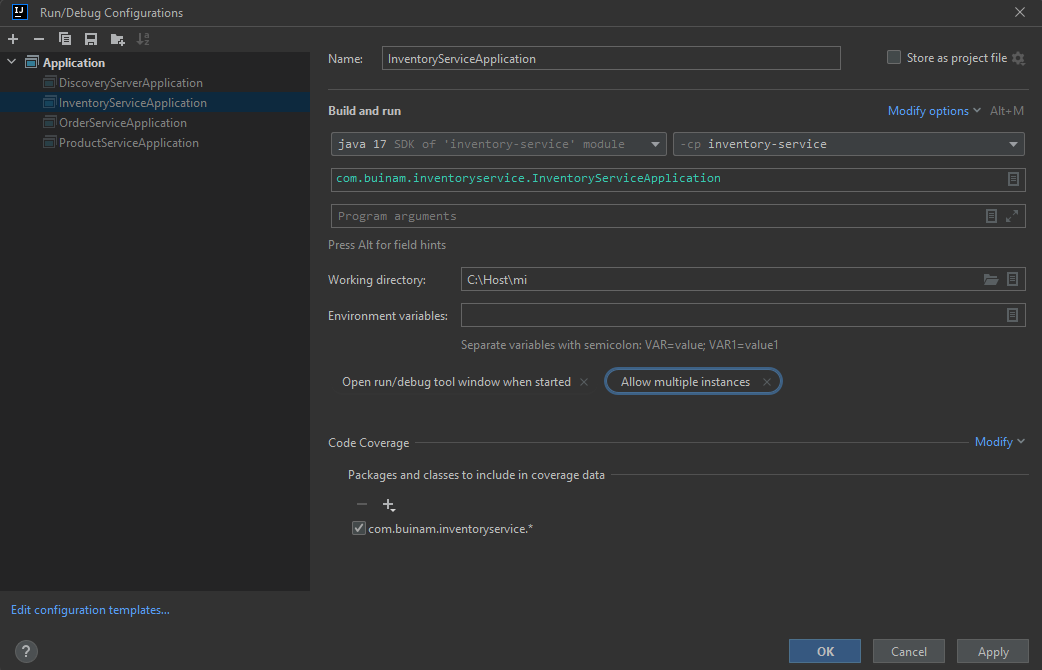 IJ Run/Debug Configurations
Application
DiscoveryServerApplication
InventoryServiceApplication
OrderServiceApplication
ProductServiceApplication
Edit configuration templates...
?
Name: InventoryServiceApplication Store as project file
Build and run Modify options Alt+M
java 17 SDK of 'inventory-service' module -cp inventory-service
com.buinam.inventoryservice.InventoryServiceApplication
Program arguments
Press Alt for field hints
Working directory: C:\Host\mi
Environment variables:
Separate variables with semicolon: VAR=value; VAR1=value1
Open run/debug tool window when started Allow multiple instances
Code Coverage Modify
Packages and classes to include in coverage data
com.buinam.inventoryservice.*
OK Cancel Apply